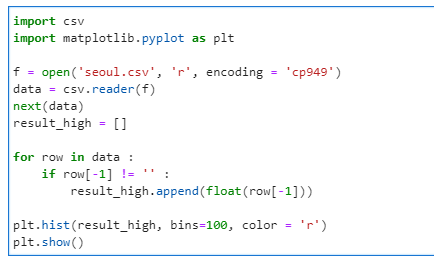 import csv
import matplotlib.pyplot as plt

f = open('seoul.csv', 'r', encoding = 'cp949')
data = csv.reader(f)
next(data)
result_high = []

for row in data :
    if row[-1] != '' :
        result_high.append(float(row[-1]))

plt.hist(result_high, bins=100, color = 'r')
plt.show()